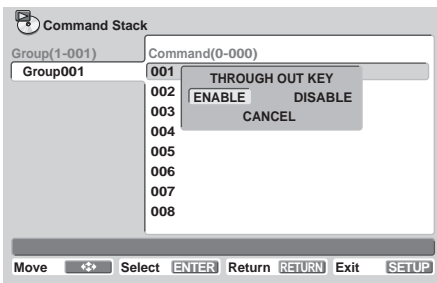 Command Stack
Group(1-001) Command(0-000)
Group001 001 THROUGH OUT KEY
002 ENABLE DISABLE
003 CANCEL
004
005
006
007
008
Move Select ENTER Return RETURN Exit SETUP